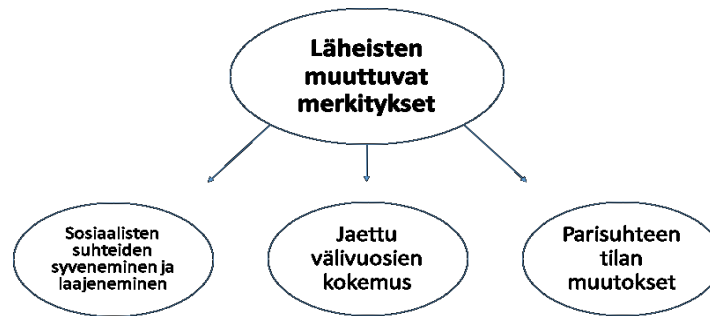 Läheisten
muuttuvat
merkitykset
Sosiaalisten
suhteiden
syveneminen ja
laajeneminen
Jaettu
välivuosien
kokemus
Parisuhteen
tilan
muutokset